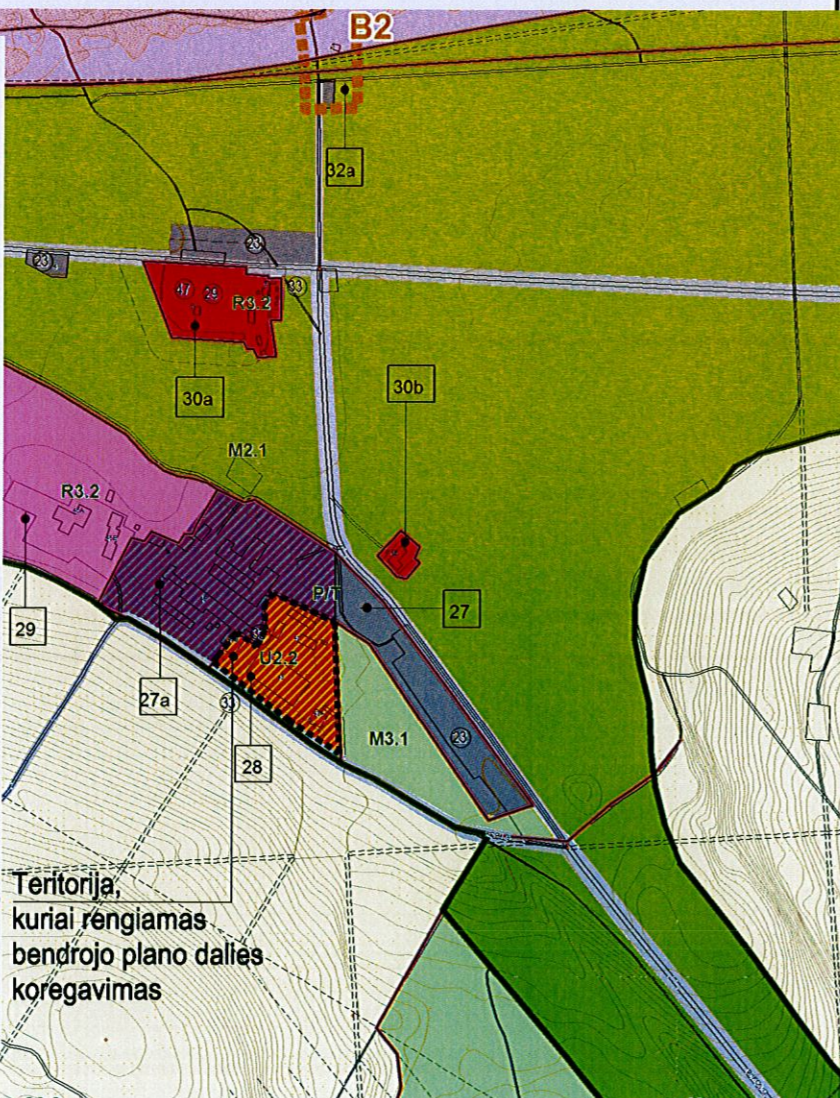 B2
32a
23
23
47 29 R3.2
33
30a
30b
M2.1
R3.2
29
P/T
27
U2.2
27a
33
28
M3.1
23
Teritorija,
kuriai rengiamas
bendrojo plano dalies
koregavimas